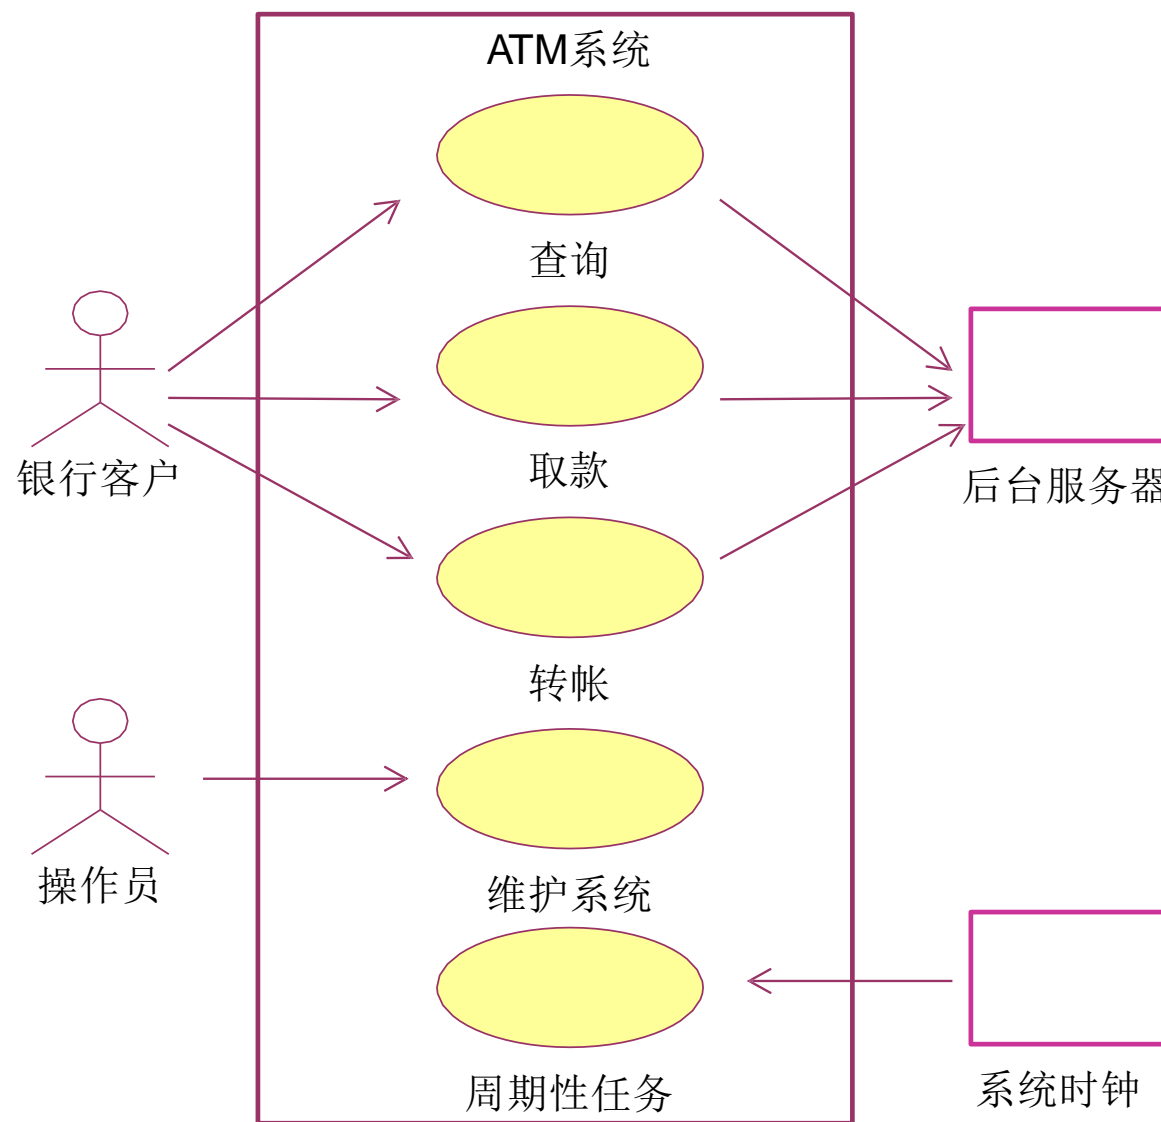 ATM系统
查询
取款
银行客户
后台服务器
转帐
操作员
维护系统
周期性任务
系统时钟